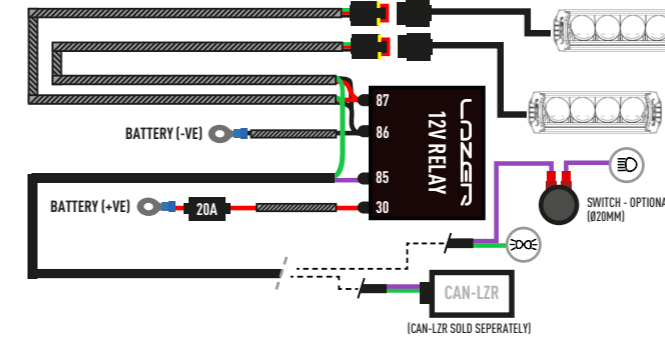 87
BATTERY (-VE)
86
LAZER
12V RELAY
85
BATTERY (+VE)
20A
30
SWITCH - OPTIONA
(Ø20MM)
CAN-LZR
(CAN-LZR SOLD SEPERATELY)